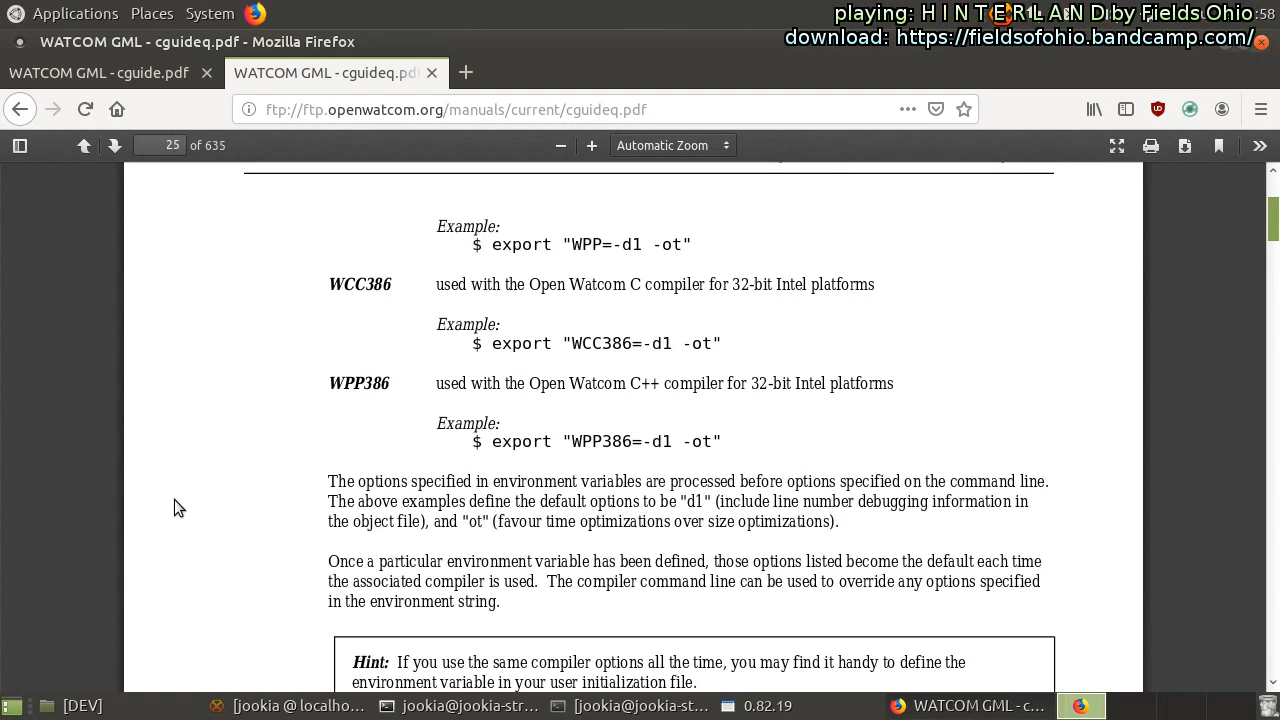 Applications Places System
playing: H I N T E R L A N D by Fields Ohio
:58
WATCOM GML - cguideq.pdf - Mozilla Firefox
download: https://fieldsofohio.bandcamp.com/
WATCOM GML - cguide.pdf
WATCOM GML - cguideq.pd
ftp://ftp.openwatcom.org/manuals/current/cguideq.pdf
25 of 635
Automatic Zoom
Example:
$ export "WPP=-d1 -ot"
WCC386 used with the Open Watcom C compiler for 32-bit Intel platforms
Example:
$ export "WCC386=-d1 -ot"
WPP386 used with the Open Watcom C++ compiler for 32-bit Intel platforms
Example:
$ export "WPP386=-d1 -ot"
The options specified in environment variables are processed before options specified on the command line.
The above examples define the default options to be "d1" (include line number debugging information in
the object file), and "ot" (favour time optimizations over size optimizations).
Once a particular environment variable has been defined, those options listed become the default each time
the associated compiler is used. The compiler command line can be used to override any options specified
in the environment string.
Hint: If you use the same compiler options all the time, you may find it handy to define the
environment variable in your user initialization file.
[DEV]
[jookia @ localho...
jookia@jookia-str...
[jookia@jookia-st...
0.82.19
WATCOM GML - c...